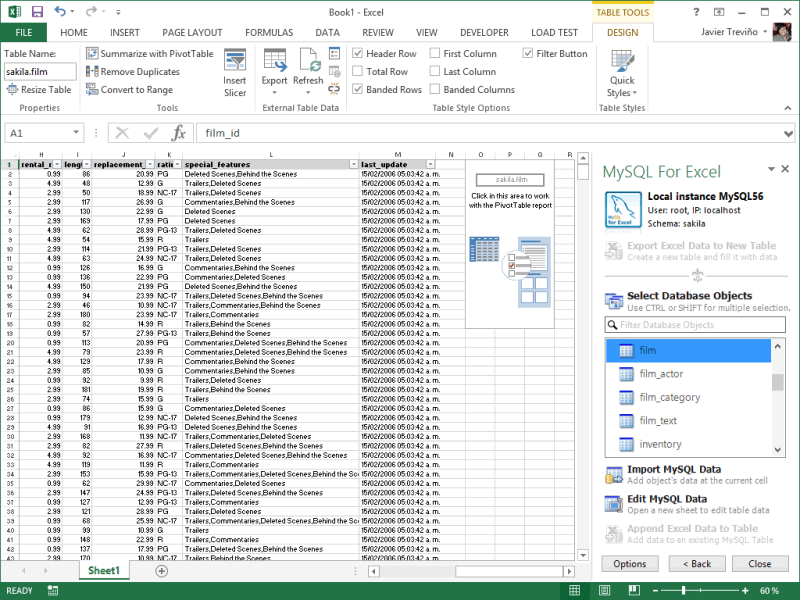 Book1 - Excel
TABLE TOOLS
FILE HOME INSERT PAGE LAYOUT FORMULAS DATA REVIEW VIEW DEVELOPER LOAD TEST DESIGN Javier Treviño
Table Name:
sakila.film
Resize Table
Properties
Summarize with PivotTable
Remove Duplicates
Convert to Range
Insert Slicer
Tools
Export
Refresh
External Table Data
Header Row First Column Filter Button
Total Row Last Column
Banded Rows Banded Columns
Table Style Options
Quick Styles
Table Styles
A1 fx film_id
H I J K L M N O P Q R
1 rental_r lengt replacement_ ratin special_features last_update
2 0.99 86 20.99 PG Deleted Scenes,Behind the Scenes 15/02/2006 05:03:42 a. m.
3 4.99 48 12.99 G Trailers,Deleted Scenes 15/02/2006 05:03:42 a. m.
4 2.99 50 18.99 NC-17 Trailers,Deleted Scenes 15/02/2006 05:03:42 a. m.
5 2.99 117 26.99 G Commentaries,Behind the Scenes 15/02/2006 05:03:42 a. m.
6 2.99 130 22.99 G Deleted Scenes 15/02/2006 05:03:42 a. m.
7 2.99 169 17.99 PG Deleted Scenes 15/02/2006 05:03:42 a. m.
8 4.99 62 28.99 PG-13 Trailers,Deleted Scenes 15/02/2006 05:03:42 a. m.
9 4.99 54 15.99 R Trailers 15/02/2006 05:03:42 a. m.
10 2.99 114 21.99 PG-13 Trailers,Deleted Scenes 15/02/2006 05:03:42 a. m.
11 4.99 63 24.99 NC-17 Trailers,Deleted Scenes 15/02/2006 05:03:42 a. m.
12 0.99 126 16.99 G Commentaries,Behind the Scenes 15/02/2006 05:03:42 a. m.
13 0.99 136 22.99 PG Commentaries,Deleted Scenes 15/02/2006 05:03:42 a. m.
14 4.99 150 21.99 PG Deleted Scenes,Behind the Scenes 15/02/2006 05:03:42 a. m.
15 0.99 94 23.99 NC-17 Trailers,Deleted Scenes,Behind the Scenes 15/02/2006 05:03:42 a. m.
16 2.99 46 10.99 NC-17 Trailers,Commentaries,Behind the Scenes 15/02/2006 05:03:42 a. m.
17 2.99 180 23.99 NC-17 Trailers,Commentaries 15/02/2006 05:03:42 a. m.
18 0.99 82 14.99 R Trailers,Behind the Scenes 15/02/2006 05:03:42 a. m.
19 0.99 57 27.99 PG-13 Trailers,Behind the Scenes 15/02/2006 05:03:42 a. m.
20 0.99 113 20.99 PG Commentaries,Deleted Scenes,Behind the Scenes 15/02/2006 05:03:42 a. m.
21 4.99 79 23.99 R Commentaries,Deleted Scenes,Behind the Scenes 15/02/2006 05:03:42 a. m.
22 4.99 129 17.99 R Commentaries,Behind the Scenes 15/02/2006 05:03:42 a. m.
23 2.99 85 10.99 G Commentaries,Behind the Scenes 15/02/2006 05:03:42 a. m.
24 0.99 92 9.99 R Trailers,Deleted Scenes 15/02/2006 05:03:42 a. m.
25 2.99 181 19.99 R Trailers,Behind the Scenes 15/02/2006 05:03:42 a. m.
26 2.99 74 15.99 G Trailers 15/02/2006 05:03:42 a. m.
27 0.99 86 15.99 G Commentaries,Deleted Scenes 15/02/2006 05:03:42 a. m.
28 0.99 179 12.99 NC-17 Deleted Scenes,Behind the Scenes 15/02/2006 05:03:42 a. m.
29 4.99 91 16.99 PG-13 Deleted Scenes,Behind the Scenes 15/02/2006 05:03:42 a. m.
30 2.99 168 11.99 NC-17 Trailers,Commentaries,Deleted Scenes 15/02/2006 05:03:42 a. m.
31 2.99 82 27.99 R Trailers,Deleted Scenes,Behind the Scenes 15/02/2006 05:03:42 a. m.
32 4.99 92 16.99 NC-17 Commentaries,Deleted Scenes,Behind the Scenes 15/02/2006 05:03:42 a. m.
33 4.99 119 11.99 R Trailers,Commentaries 15/02/2006 05:03:42 a. m.
34 2.99 153 15.99 PG-13 Trailers,Commentaries,Deleted Scenes,Behind the Sce 15/02/2006 05:03:42 a. m.
35 0.99 62 29.99 NC-17 Commentaries,Deleted Scenes 15/02/2006 05:03:42 a. m.
36 2.99 147 24.99 PG-13 Trailers,Deleted Scenes,Behind the Scenes 15/02/2006 05:03:42 a. m.
37 0.99 127 12.99 PG-13 Trailers,Commentaries 15/02/2006 05:03:42 a. m.
38 2.99 121 28.99 PG Trailers,Deleted Scenes 15/02/2006 05:03:42 a. m.
39 0.99 68 25.99 NC-17 Trailers,Commentaries,Deleted Scenes,Behind the Sce 15/02/2006 05:03:42 a. m.
40 0.99 99 10.99 G Trailers 15/02/2006 05:03:42 a. m.
41 0.99 148 22.99 R Trailers,Commentaries 15/02/2006 05:03:42 a. m.
42 0.99 137 17.99 PG Deleted Scenes,Behind the Scenes 15/02/2006 05:03:42 a. m.
43 2.99 170 10.99 NC-17 Trailers,Commentaries,Behind the Scenes 15/02/2006 05:03:42 a. m.
sakila.film
Click in this area to work
with the PivotTable report
MySQL For Excel
MySQL for Excel
Local instance MySQL56
User: root, IP: localhost
Schema: sakila
Export Excel Data to New Table
Create a new table and fill it with data
Select Database Objects
Use CTRL or SHIFT for multiple selection.
Filter Database Objects
film
film_actor
film_category
film_text
inventory
Import MySQL Data
Add object's data at the current cell
Edit MySQL Data
Open a new sheet to edit table data
Append Excel Data to Table
Add data to an existing MySQL Table
Options < Back Close
Sheet1
READY 60 %